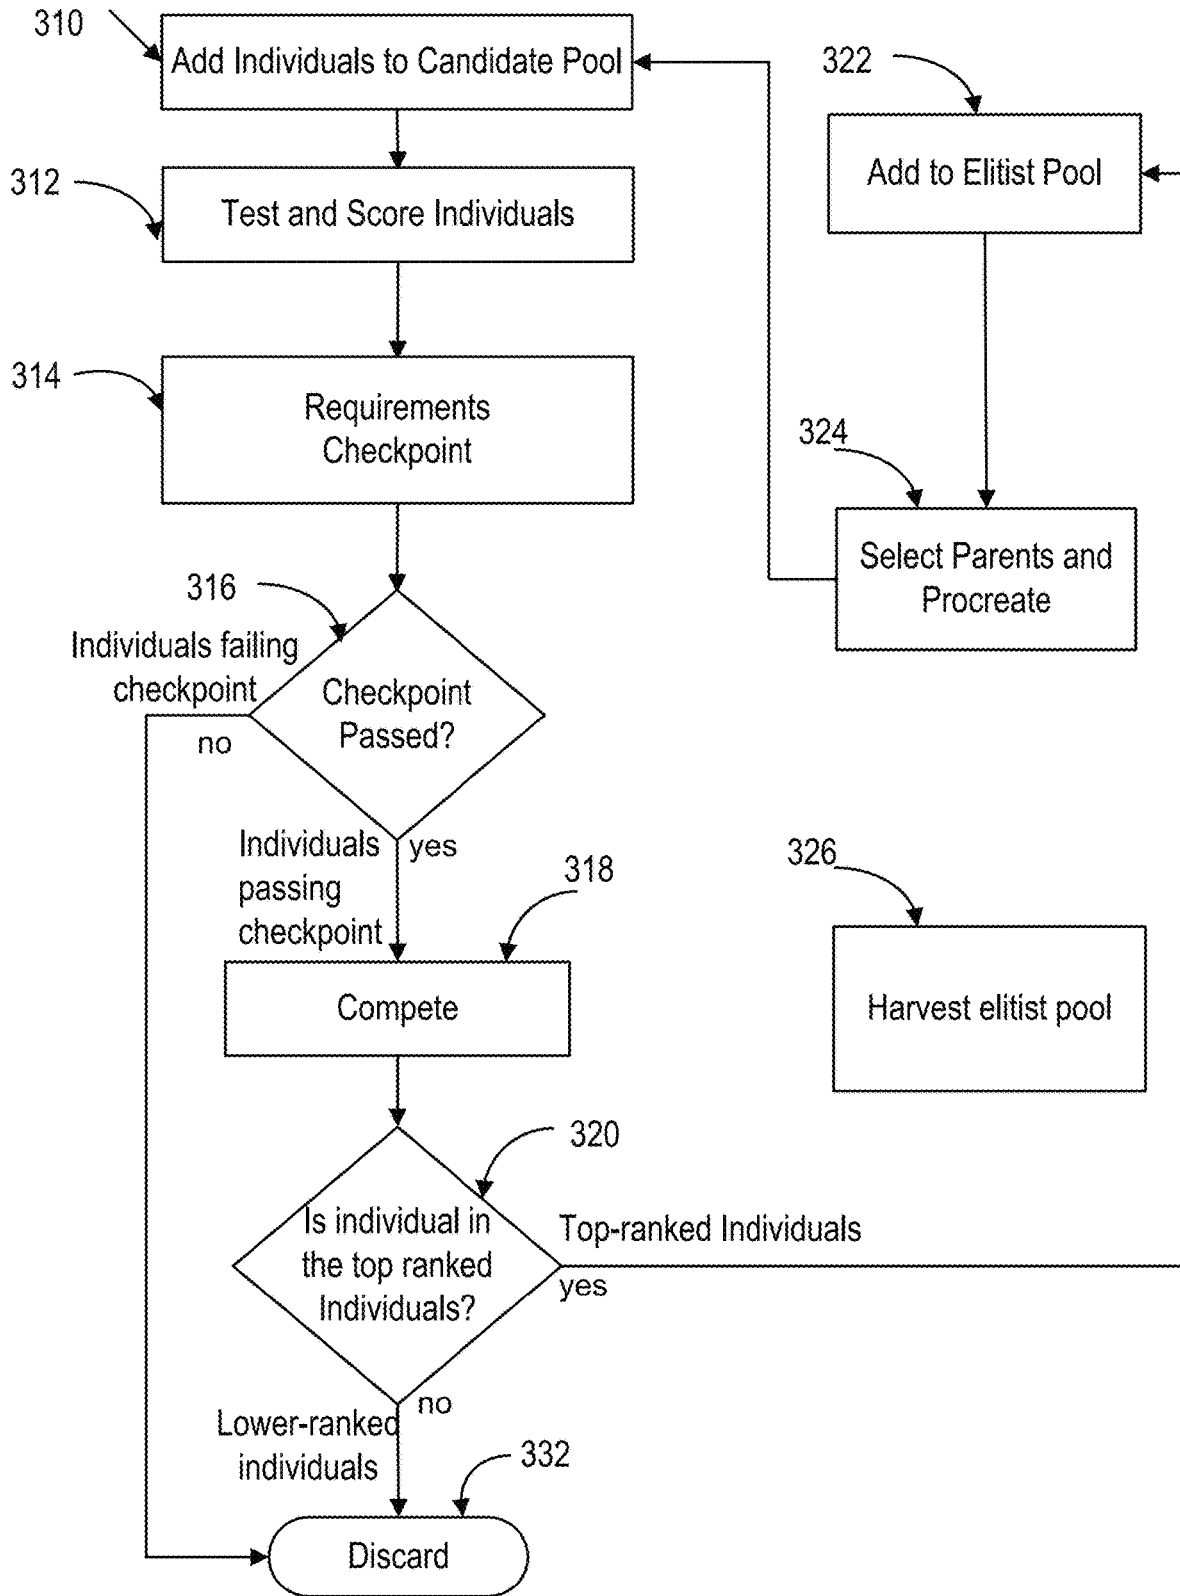 310
Add Individuals to Candidate Pool
312
Test and Score Individuals
314
Requirements
Checkpoint
316
Individuals failing
checkpoint
no
Checkpoint
Passed?
yes
Individuals
passing
checkpoint
318
Compete
320
Is individual in
the top ranked
Individuals?
Top-ranked Individuals
yes
no
Lower-ranked
individuals
332
Discard
322
Add to Elitist Pool
324
Select Parents and
Procreate
326
Harvest elitist pool